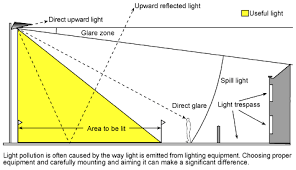 Upward reflected light
Useful light
Direct upward light
Glare zone
Spill light
Direct glare
Light trespass
Area to be lit
Light pollution is often caused by the way light is emitted from lighting equipment. Choosing proper
equipment and carefully mounting and aiming it can make a significant difference.